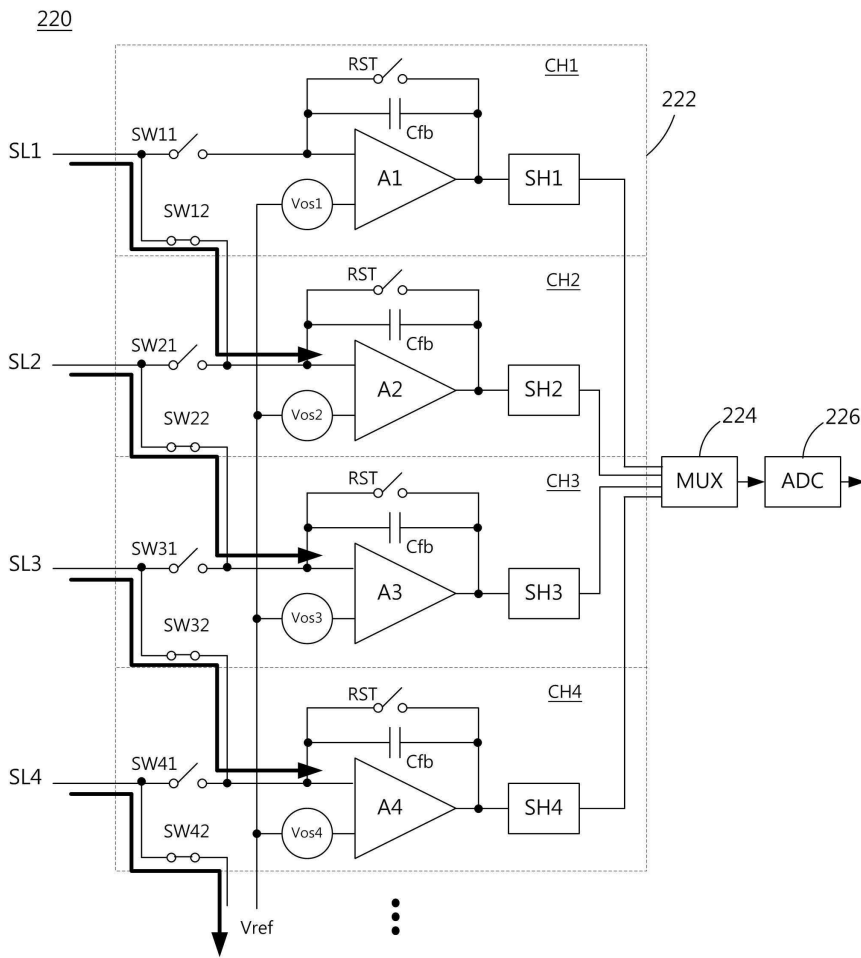 220
RST
CH1
222
SW11
Cfb
SL1
A1
SH1
Vos1
SW12
RST
CH2
SW21
Cfb
SL2
A2
SH2
Vos2
224
226
SW22
CH3
MUX
ADC
RST
SW31
Cfb
SL3
A3
SH3
Vos3
SW32
RST
CH4
SW41
Cfb
SL4
A4
SH4
Vos4
SW42
Vref